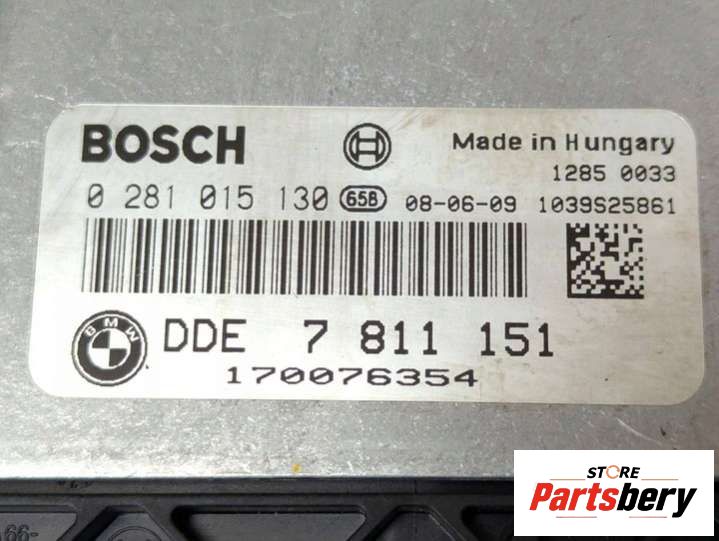 BOSCH
Made in Hungary
1285 0033
0 281 015 130 658 08-06-09 1039S25861
BMW
DDE 7 811 151
170076354
STORE
Partsbery